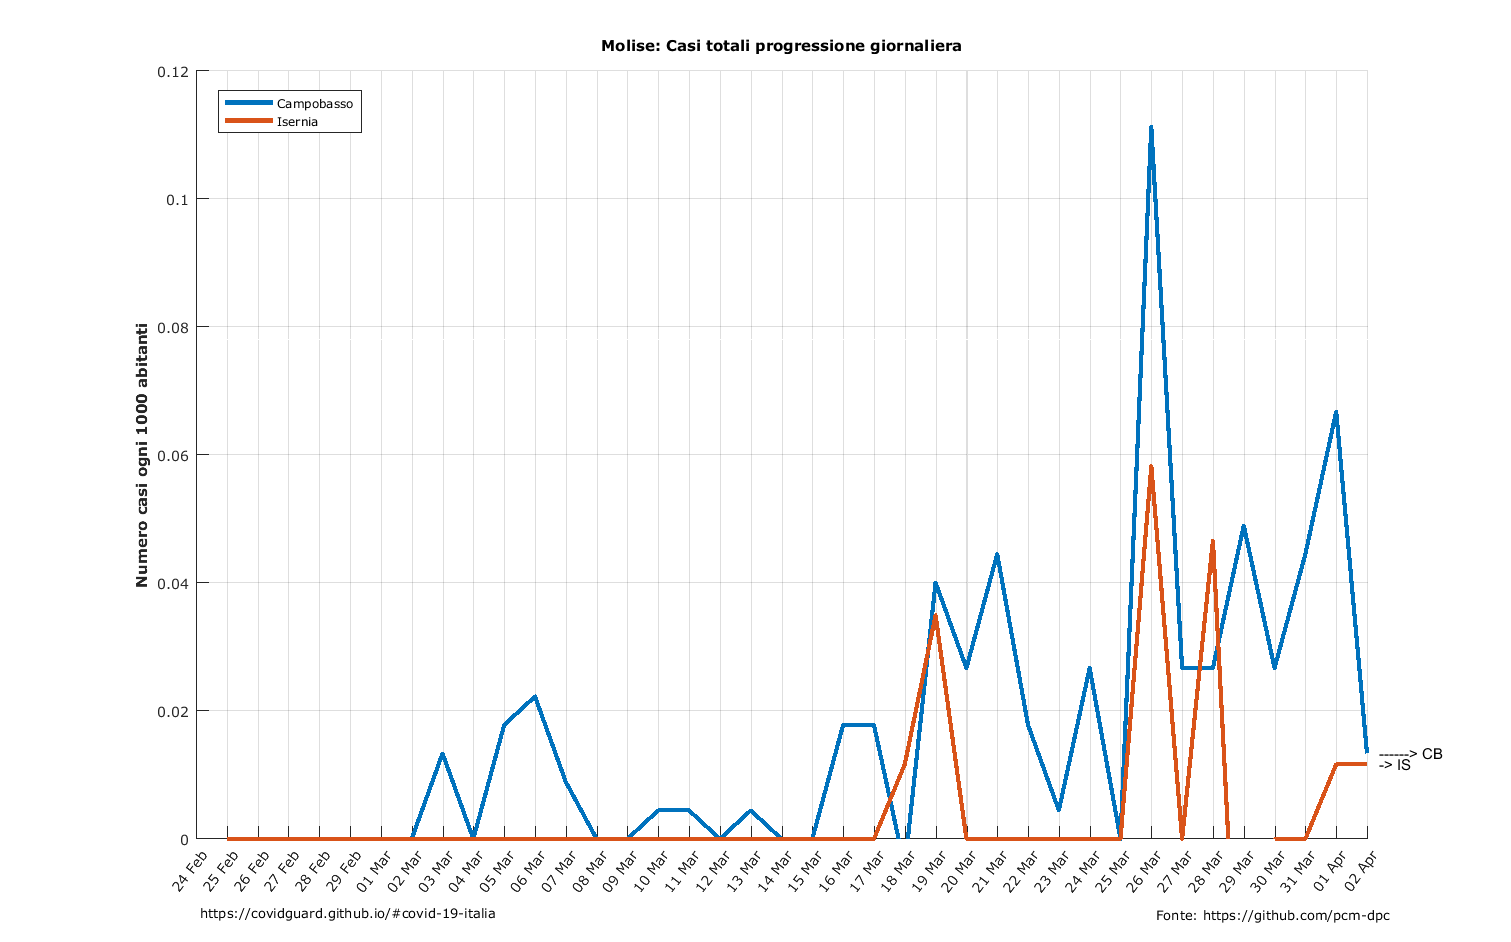 Molise: Casi totali progressione giornaliera
Campobasso
Isernia
Numero casi ogni 1000 abitanti
0.12
0.1
0.08
0.06
0.04
0.02
0
24 Feb
25 Feb
26 Feb
27 Feb
28 Feb
29 Feb
01 Mar
02 Mar
03 Mar
04 Mar
05 Mar
06 Mar
07 Mar
08 Mar
09 Mar
10 Mar
11 Mar
12 Mar
13 Mar
14 Mar
15 Mar
16 Mar
17 Mar
18 Mar
19 Mar
20 Mar
21 Mar
22 Mar
23 Mar
24 Mar
25 Mar
26 Mar
27 Mar
28 Mar
29 Mar
30 Mar
31 Mar
01 Apr
02 Apr
------> CB
-> IS
https://covidguard.github.io/#covid-19-italia
Fonte: https://github.com/pcm-dpc